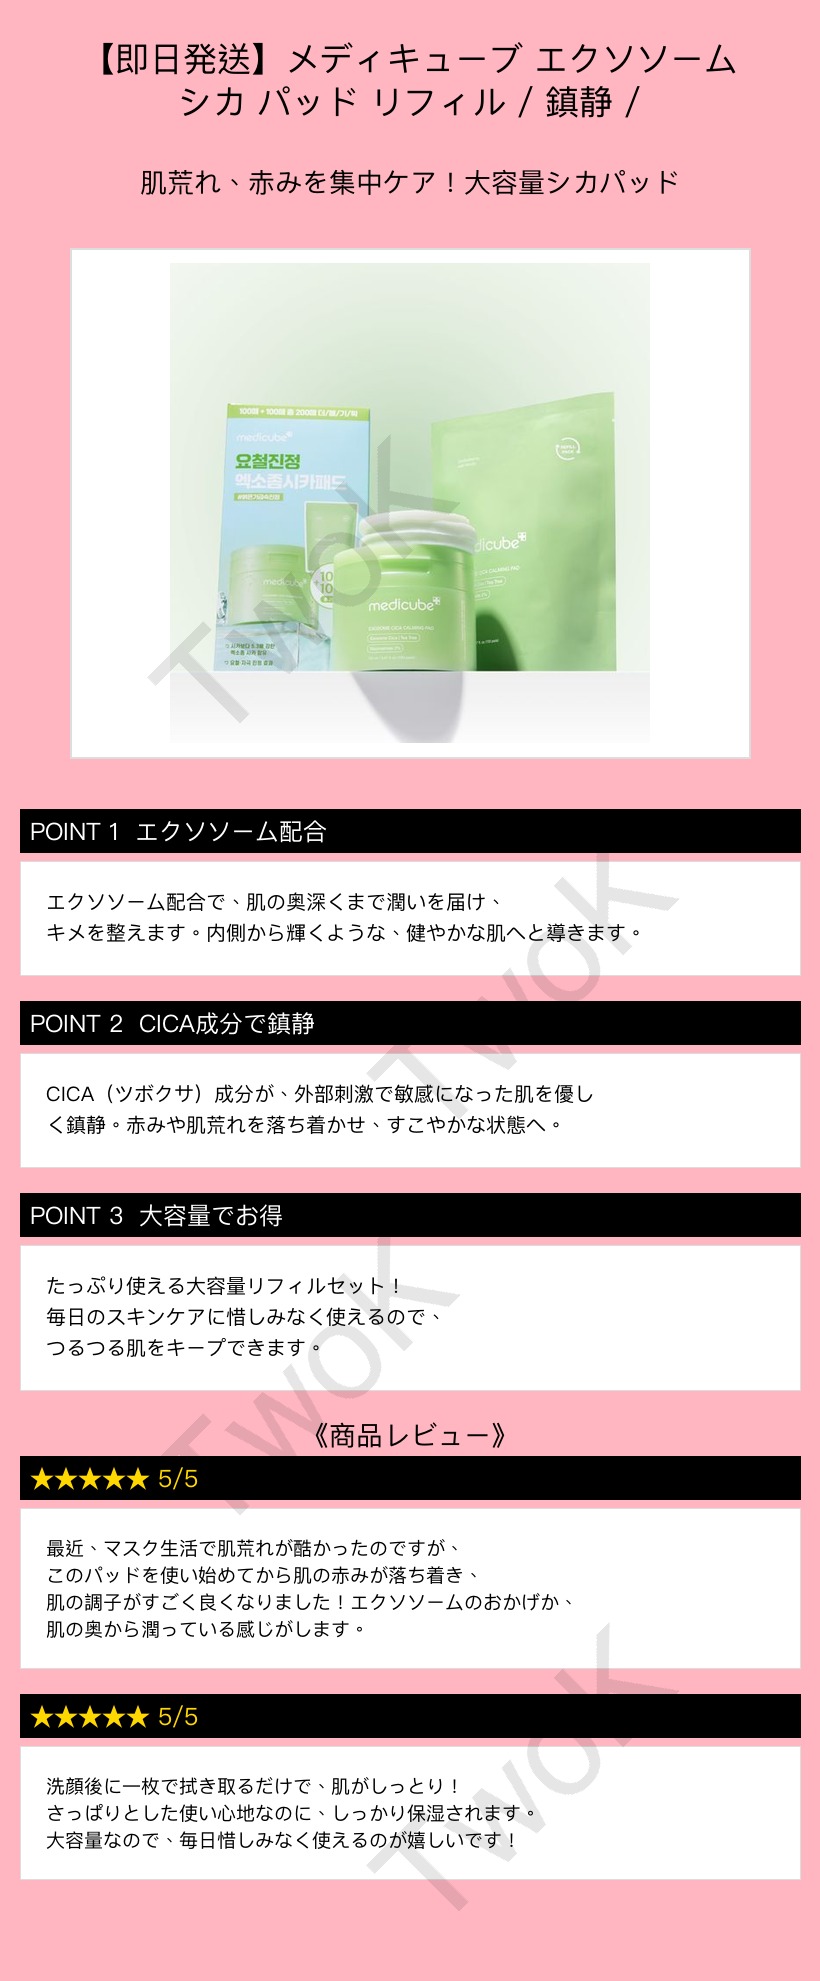 【即日発送】メディキューブ エクソソーム
シカ パッド リフィル / 鎮静 /
肌荒れ、赤みを集中ケア！大容量シカパッド
100매 + 100매 총 200매 더/블/기/획
medicube
요철진정
엑소좀시카패드
medicube
REFILL PACK
medicube
EXOSOME CICA CALMING PAD
TwoK
POINT 1 エクソソーム配合
エクソソーム配合で、肌の奥深くまで潤いを届け、
キメを整えます。内側から輝くような、健やかな肌へと導きます。
TwoK
POINT 2 CICA成分で鎮静
CICA（ツボクサ）成分が、外部刺激で敏感になった肌を優し
く鎮静。赤みや肌荒れを落ち着かせ、すこやかな状態へ。
POINT 3 大容量でお得
たっぷり使える大容量リフィルセット！
毎日のスキンケアに惜しみなく使えるので、
つるつる肌をキープできます。
TwoK
《商品レビュー》
★★★★★ 5/5
最近、マスク生活で肌荒れが酷かったのですが、
このパッドを使い始めてから肌の赤みが落ち着き、
肌の調子がすごく良くなりました！エクソソームのおかげか、
肌の奥から潤っている感じがします。
★★★★★ 5/5
洗顔後に一枚で拭き取るだけで、肌がしっとり！
さっぱりとした使い心地なのに、しっかり保湿されます。
大容量なので、毎日惜しみなく使えるのが嬉しいです！
TwoK